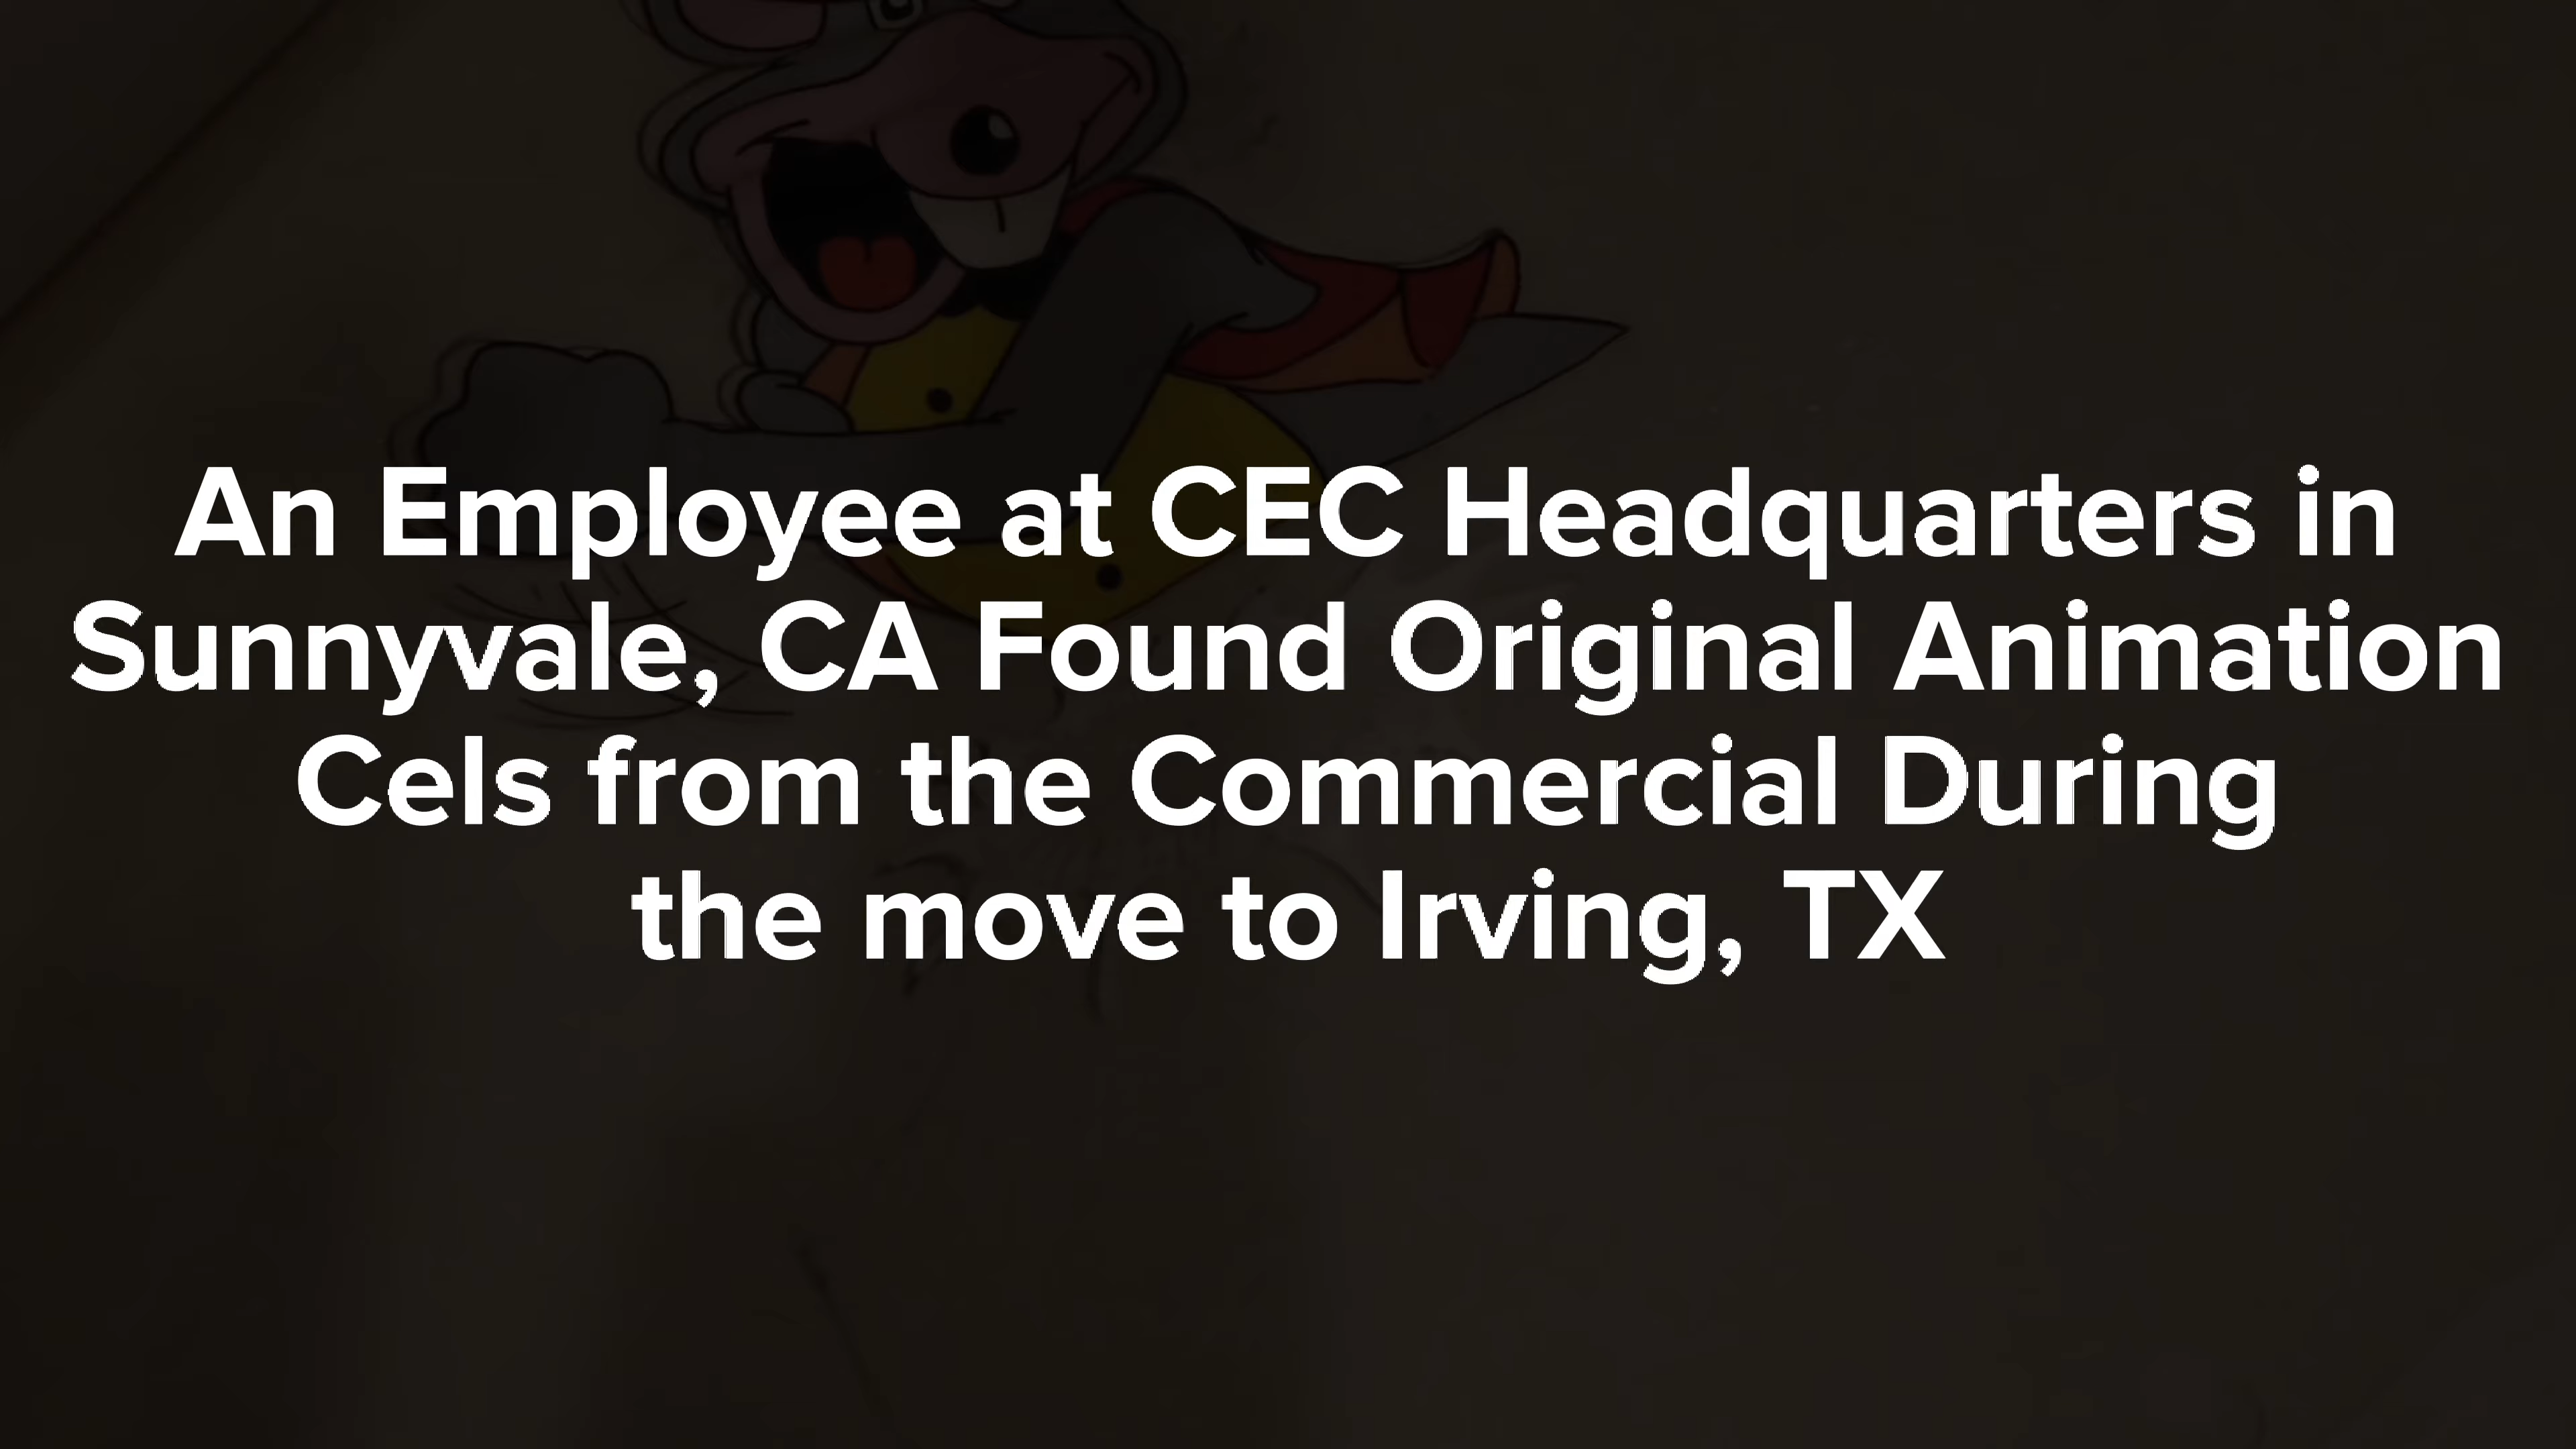 An Employee at CEC Headquarters in
Sunnyvale, CA Found Original Animation
Cels from the Commercial During
the move to Irving, TX